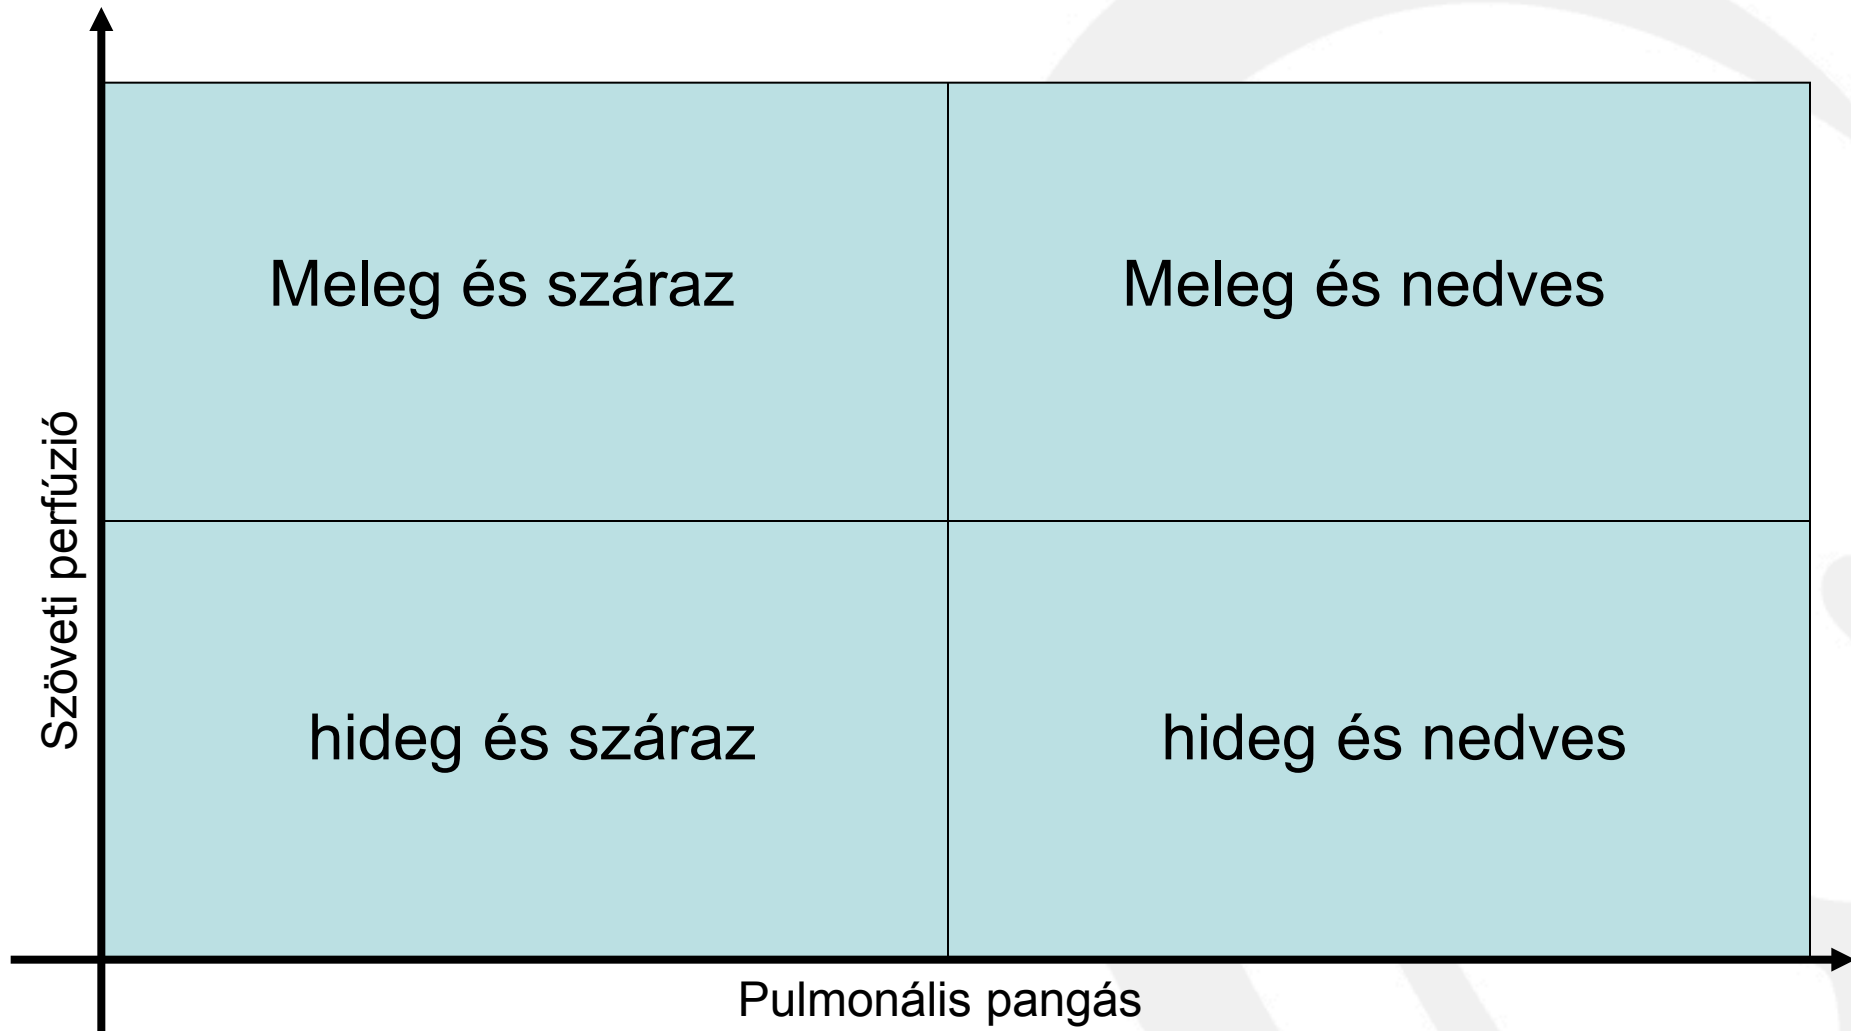 Meleg és száraz
Meleg és nedves
Szöveti perfúzió
hideg és száraz
hideg és nedves
Pulmonális pangás